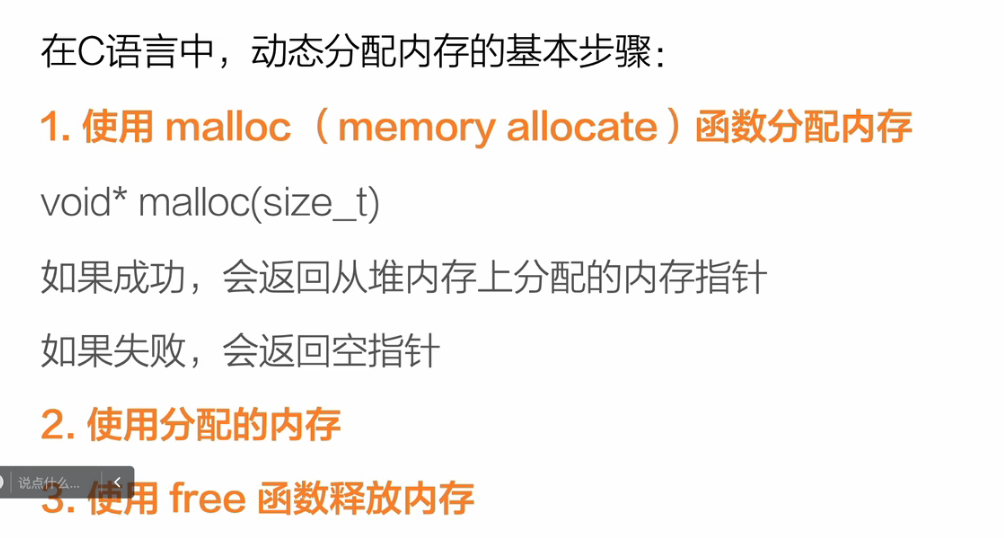 在C语言中，动态分配内存的基本步骤：
1. 使用 malloc （memory allocate）函数分配内存
void* malloc(size_t)
如果成功，会返回从堆内存上分配的内存指针
如果失败，会返回空指针
2. 使用分配的内存
说点什么...
3. 使用 free 函数释放内存